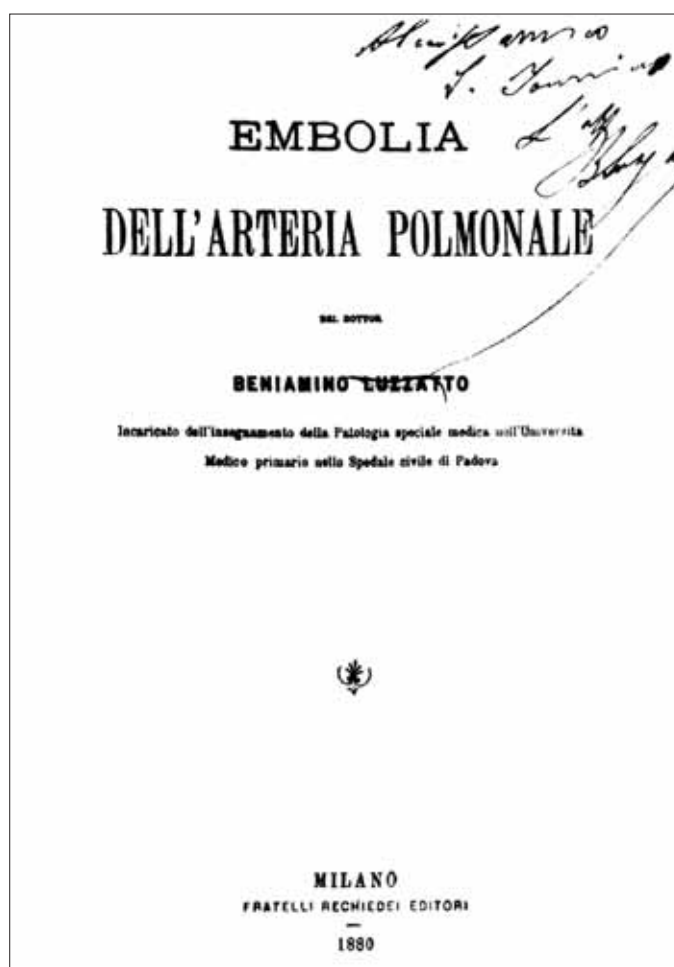 EMBOLIA
DELL'ARTERIA POLMONALE
DEL DOTTOR
BENIAMINO LUZZATTO
Incaricato dell'insegnamento della Patologia speciale medica nell'Università
Medico primario nello Spedale civile di Padova
MILANO
FRATELLI RECHIEDEI EDITORI
1880